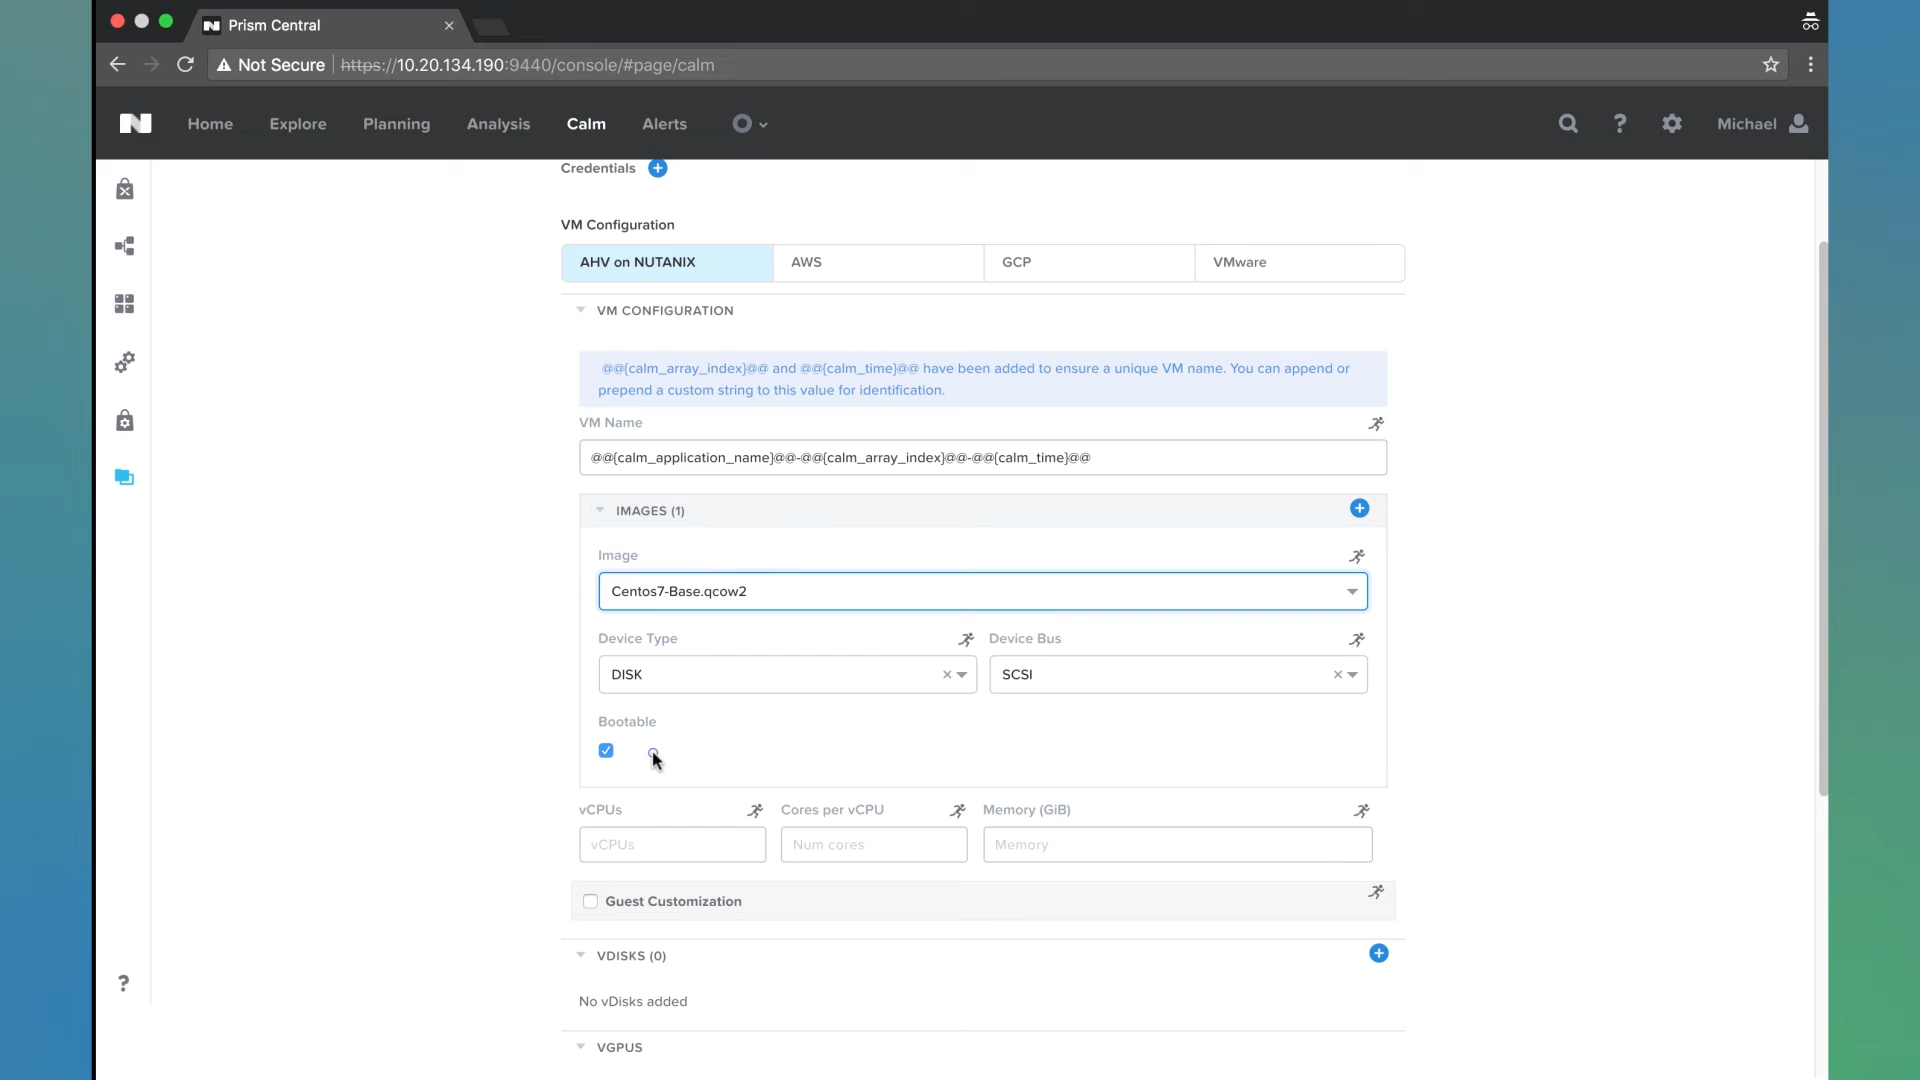 Prism Central
Not Secure
https://10.20.134.190:9440/console/#page/calm
Home
Explore
Planning
Analysis
Calm
Alerts
?
Michael
Credentials
VM Configuration
AHV on NUTANIX
AWS
GCP
VMware
VM CONFIGURATION
@@{calm_array_index}@@ and @@{calm_time}@@ have been added to ensure a unique VM name. You can append or
prepend a custom string to this value for identification.
VM Name
@@{calm_application_name}@@-@@{calm_array_index}@@-@@{calm_time}@@
IMAGES (1)
Image
Centos7-Base.qcow2
Device Type
Device Bus
DISK
SCSI
Bootable
vCPUs
Cores per vCPU
Memory (GiB)
vCPUs
Num cores
Memory
Guest Customization
VDISKS (0)
No vDisks added
?
VGPUS